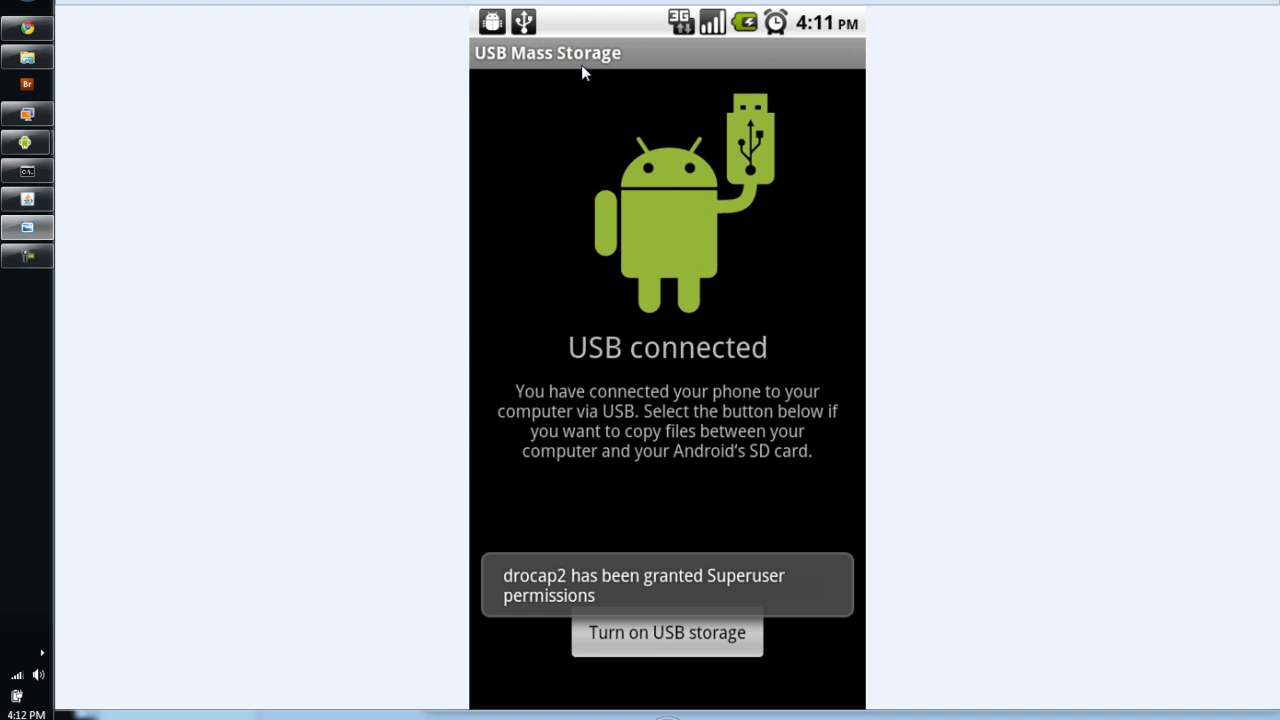 3G
4:11 PM
USB Mass Storage
Br
C:\
USB connected
You have connected your phone to your
computer via USB. Select the button below if
you want to copy files between your
computer and your Android's SD card.
drocap2 has been granted Superuser
permissions
Turn on USB storage
4:12 PM